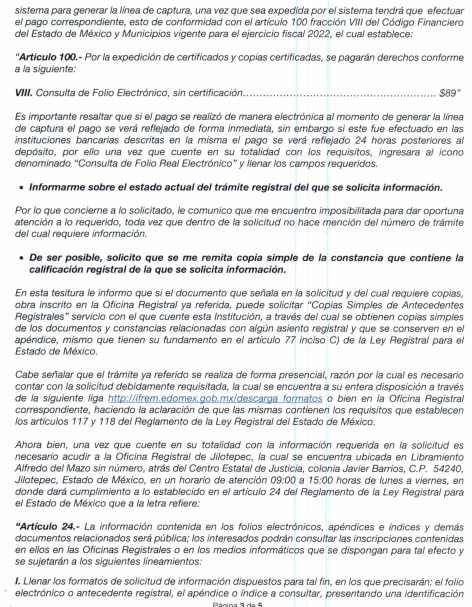 sistema para generar la línea de captura, una vez que sea expedida por el sistema tendrá que efectuar
el pago correspondiente, esto de conformidad con el artículo 100 fracción VIII del Código Financiero
del Estado de México y Municipios vigente para el ejercicio fiscal 2022, el cual establece:
"Articulo 100.- Por la expedición de certificados y copias certificadas, se pagarán derechos conforme
a la siguiente:
VIII. Consulta de Folio Electrónico, sin certificación……………………………………………… $89"
Es importante resaltar que si el pago se realizó de manera electrónica al momento de generar la línea
de captura el pago se verá reflejado de forma inmediata, sin embargo si este fue efectuado en las
instituciones bancarias descritas en la misma el pago se verá reflejado 24 horas posteriores al
depósito, por ello una vez que cuente en su totalidad con los requisitos, ingresara al icono
denominado "Consulta de Folio Real Electrónico" y llenar los campos requeridos.
• Informarme sobre el estado actual del trámite registral del que se solicita información.
Por lo que concierne a lo solicitado, le comunico que me encuentro imposibilitada para dar oportuna
atención a lo requerido, toda vez que dentro de la solicitud no hace mención del número de trámite
del cual requiere información.
• De ser posible, solicito que se me remita copia simple de la constancia que contiene la
calificación registral de la que se solicita información.
En esta tesitura le informo que si el documento que señala en la solicitud y del cual requiere copias,
obra inscrito en la Oficina Registral ya referida, puede solicitar "Copias Simples de Antecedentes
Registrales" servicio con el que cuente esta Institución, a través del cual se obtienen copias simples
de los documentos y constancias relacionadas con algún asiento registral y que se conserven en el
apéndice, mismo que tienen su fundamento en el artículo 77 inciso C) de la Ley Registral para el
Estado de México.
Cabe señalar que el trámite ya referido se realiza de forma presencial, razón por la cual es necesario
contar con la solicitud debidamente requisitada, la cual se encuentra a su entera disposición a través
de la siguiente liga http://ifrem.edomex.gob.mx/descarga_formatos o bien en la Oficina Registral
correspondiente, haciendo la aclaración de que las mismas contienen los requisitos que establecen
los artículos 117 y 118 del Reglamento de la Ley Registral del Estado de México.
Ahora bien, una vez que cuente en su totalidad con la información requerida en la solicitud es
necesario acudir a la Oficina Registral de Jilotepec, la cual se encuentra ubicada en Libramiento
Alfredo del Mazo sin número, atrás del Centro Estatal de Justicia, colonia Javier Barrios, C.P. 54240,
Jilotepec, Estado de México, en un horario de atención 09:00 a 15:00 horas de lunes a viernes, en
donde dará cumplimiento a lo establecido en el artículo 24 del Reglamento de la Ley Registral para
el Estado de México que a la letra refiere:
"Artículo 24.- La información contenida en los folios electrónicos, apéndices e índices y demás
documentos relacionados será pública; los interesados podrán consultar las inscripciones contenidas
en ellos en las Oficinas Registrales o en los medios informáticos que se dispongan para tal efecto y
se sujetarán a los siguientes lineamientos:
I. Llenar los formatos de solicitud de información dispuestos para tal fin, en los que precisarán: el folio
electrónico o antecedente registral, el apéndice o índice a consultar, presentando una identificación
Página 3 de 5